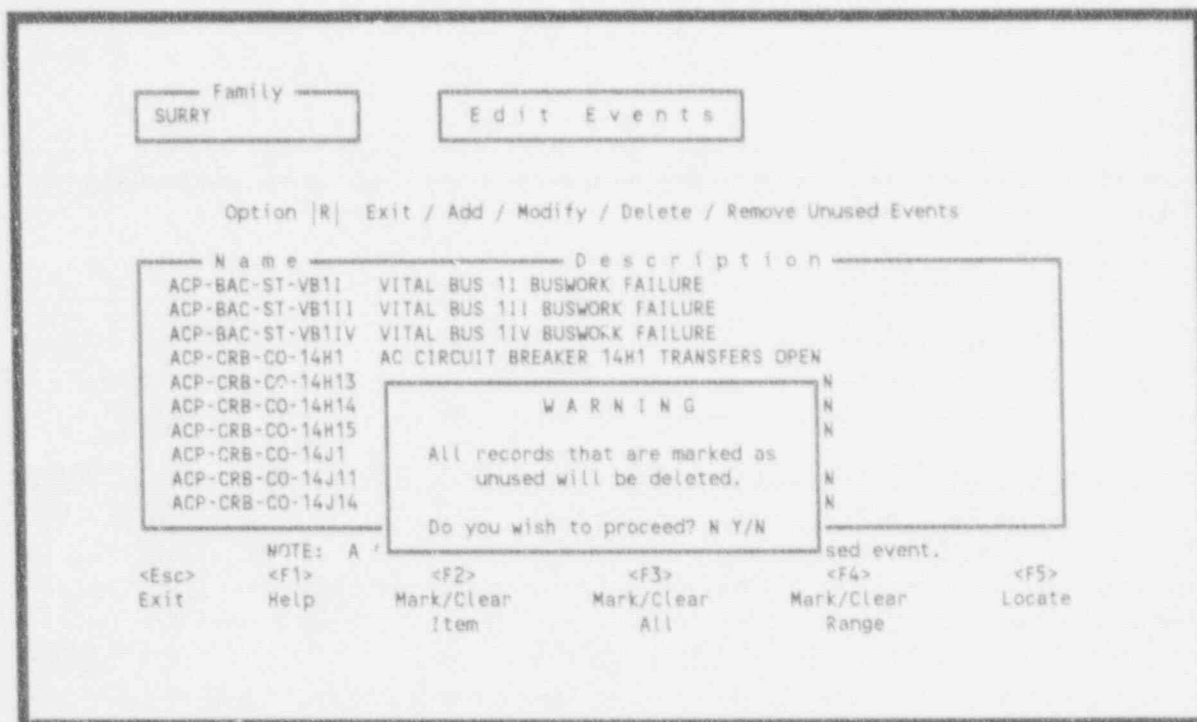 Family
SURRY
Edit Events
Option |R| Exit / Add / Modify / Delete / Remove Unused Events
Name Description
ACP-BAC-ST-VB1I VITAL BUS 1I BUSWORK FAILURE
ACP-BAC-ST-VB1II VITAL BUS 1II BUSWORK FAILURE
ACP-BAC-ST-VB1IV VITAL BUS 1IV BUSWORK FAILURE
ACP-CRB-CO-14H1 AC CIRCUIT BREAKER 14H1 TRANSFERS OPEN
ACP-CRB-CO-14H13 N
ACP-CRB-CO-14H14 N
ACP-CRB-CO-14H15 N
ACP-CRB-CO-14J1
ACP-CRB-CO-14J11 N
ACP-CRB-CO-14J14 N
WARNING
All records that are marked as
unused will be deleted.
Do you wish to proceed? N Y/N
NOTE: A sed event.
<Esc> <F1> <F2> <F3> <F4> <F5>
Exit Help Mark/Clear Mark/Clear Mark/Clear Locate
Item All Range